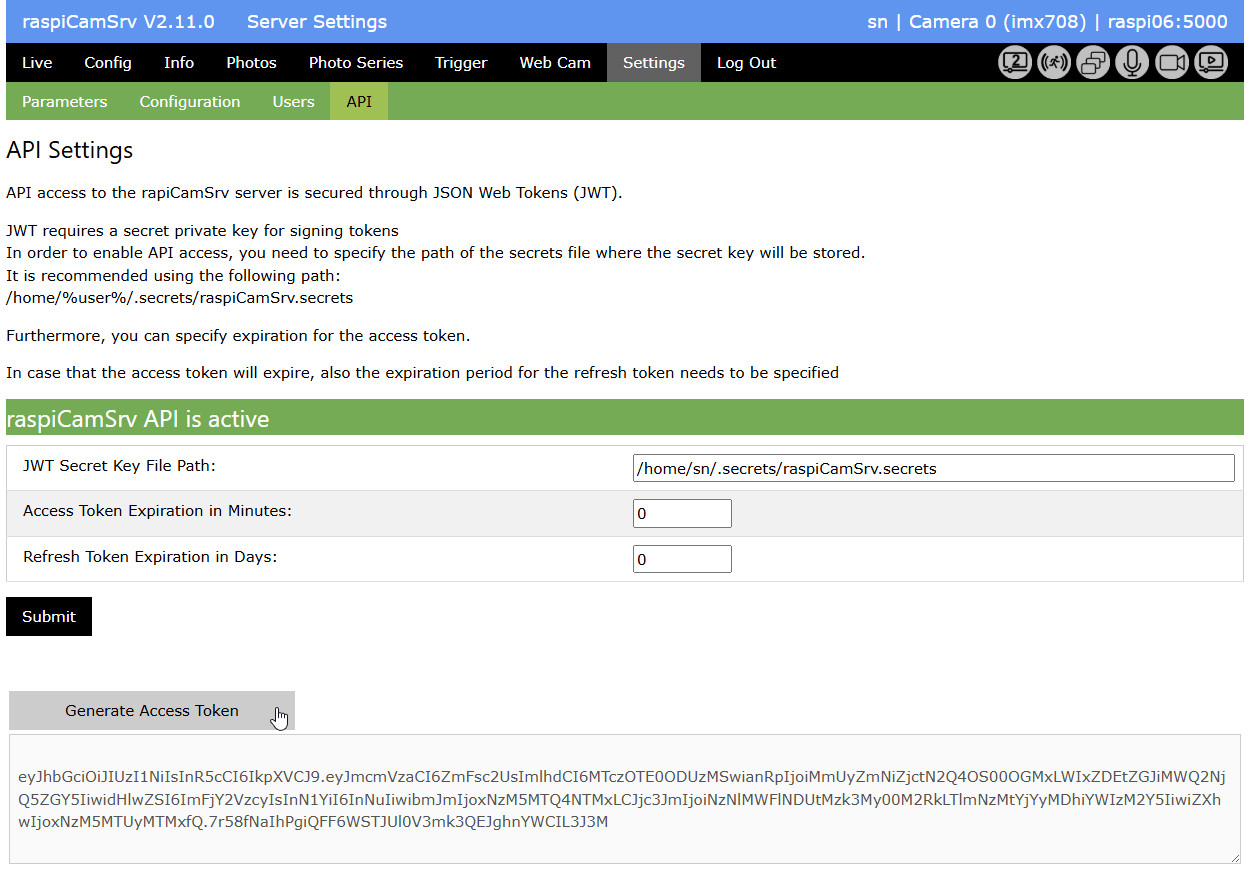 raspiCamSrv V2.11.0 Server Settings sn | Camera 0 (imx708) | raspi06:5000
Live Config Info Photos Photo Series Trigger Web Cam Settings Log Out 2
Parameters Configuration Users API
API Settings
API access to the rapiCamSrv server is secured through JSON Web Tokens (JWT).
JWT requires a secret private key for signing tokens
In order to enable API access, you need to specify the path of the secrets file where the secret key will be stored.
It is recommended using the following path:
/home/%user%/.secrets/raspiCamSrv.secrets
Furthermore, you can specify expiration for the access token.
In case that the access token will expire, also the expiration period for the refresh token needs to be specified
raspiCamSrv API is active
JWT Secret Key File Path: /home/sn/.secrets/raspiCamSrv.secrets
Access Token Expiration in Minutes: 0
Refresh Token Expiration in Days: 0
Submit
Generate Access Token
eyJhbGciOiJIUzI1NiIsInR5cCI6IkpXVCJ9.eyJmcmVzaCI6ZmFsc2UsImlhdCI6MTczOTE0ODUzMSwianRpIjoiMmUyZmNiZjctN2Q4OS00OGMxLWIxZDEtZGJiMWQ2Nj
Q5ZGY5IiwidHlwZSI6ImFjY2VzcyIsInN1YiI6InNuIiwibmJmIjoxNzM5MTQ4NTMxLCJjc3JmIjoiNzNlMWFlNDUtMzk3My00M2RkLTlmNzMtYjYyMDhiYWIzM2Y5IiwiZXh
wIjoxNzM5MTUyMTMxfQ.7r58fNaIhPgiQFF6WSTJUl0V3mk3QEJghnYWCIL3J3M